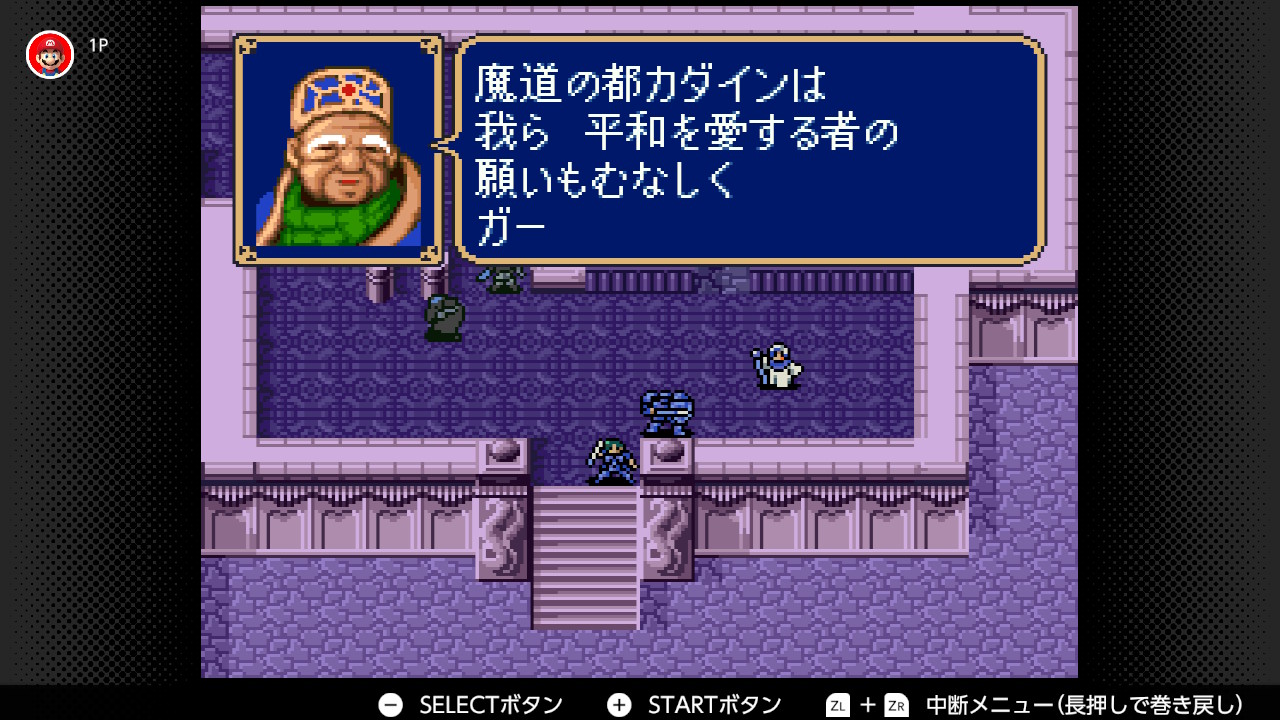 1P
魔道の都カダインは
我ら 平和を愛する者の
願いもむなしく
ガー
SELECTボタン
STARTボタン
ZL + ZR 中断メニュー(長押しで巻き戻し)